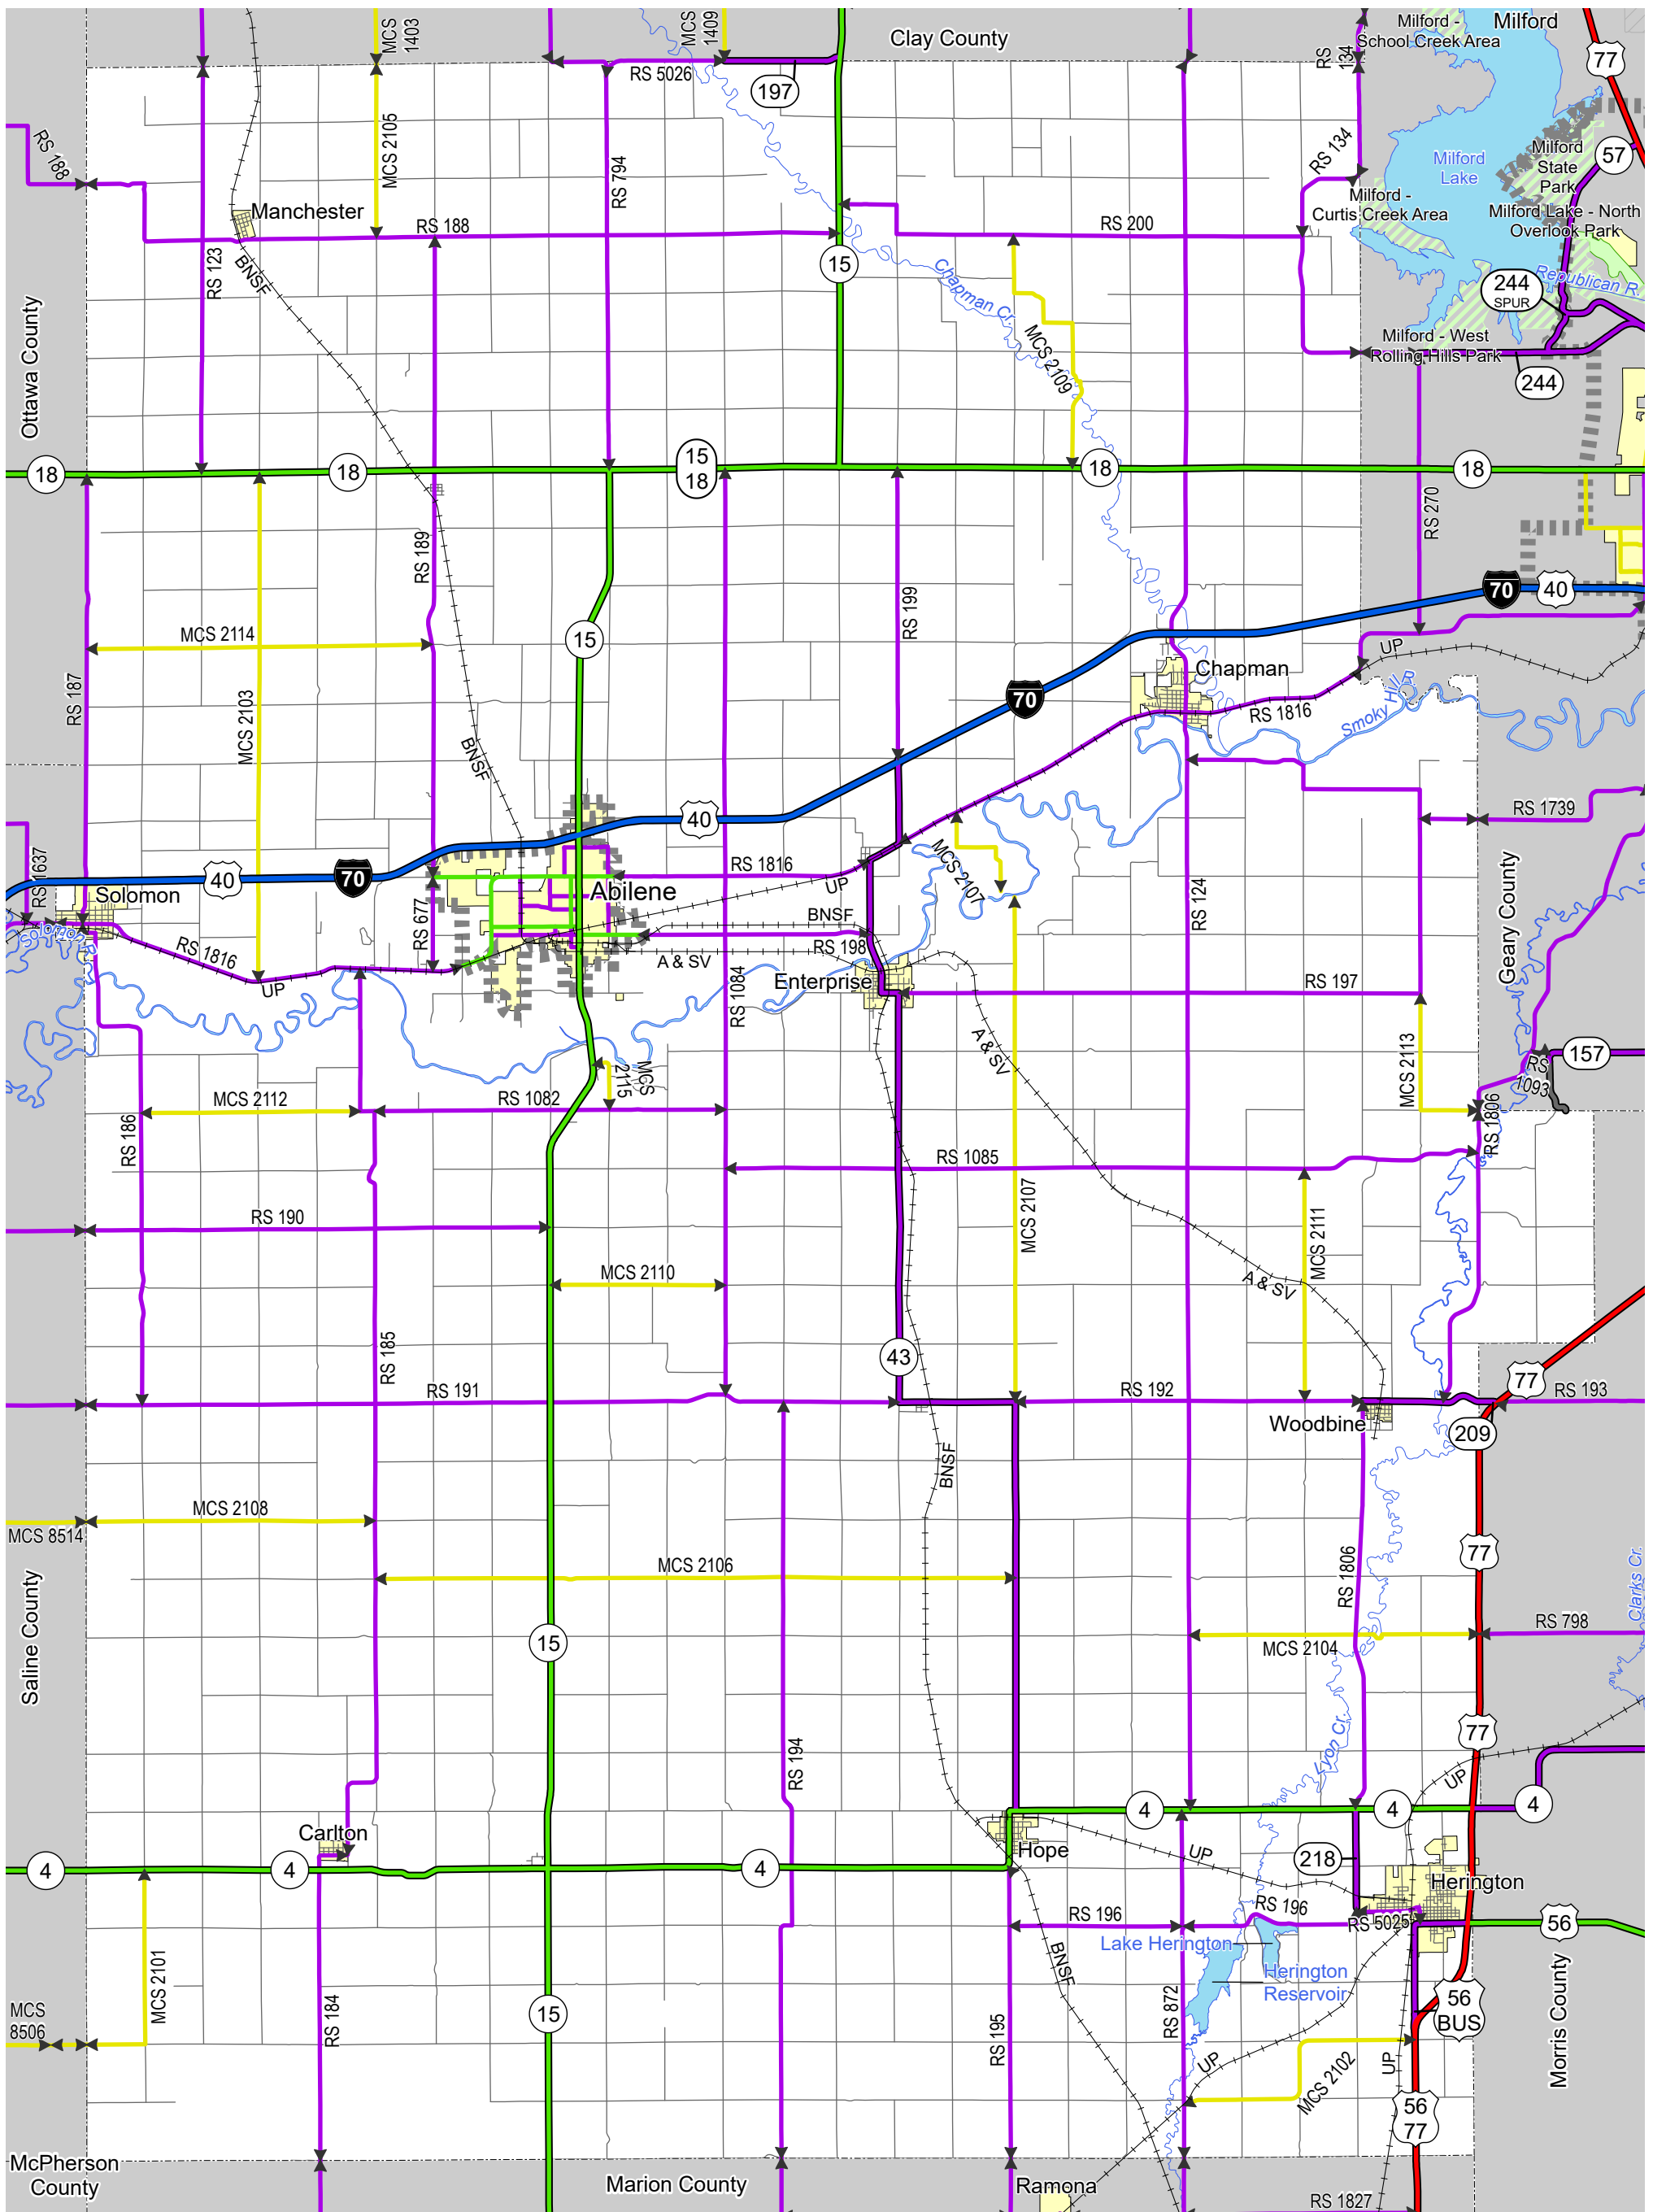 MCS
1403
MCS
1409
Clay County
Milford -
School Creek Area
Milford
77
RS 5026
197
RS
134
RS 188
MCS 2105
RS 794
RS 134
Milford
Lake
Milford
State
Park
57
Manchester
RS 188
RS 200
Milford -
Curtis Creek Area
Milford Lake - North
Overlook Park
RS 123
BNSF
15
Chapman Cr.
Republican R.
244
SPUR
Ottawa County
MCS 2109
Milford - West
Rolling Hills Park
244
18
18
15
18
18
18
RS 270
RS 189
RS 199
70
40
MCS 2114
15
RS 187
MCS 2103
UP
Chapman
70
RS 1816
Smoky Hill R.
BNSF
40
RS 1739
RS 1637
Solomon
40
70
Abilene
RS 1816
UP
MCS 2107
RS 124
Geary County
Solomon R.
RS 1816
UP
RS 677
BNSF
RS 198
A & SV
RS 1084
Enterprise
RS 197
A & SV
157
RS
1093
MCS 2113
MCS
2115
MCS 2112
RS 1082
RS 186
RS 1806
RS 1085
RS 190
MCS 2107
MCS 2111
MCS 2110
A & SV
43
RS 185
77
RS 191
RS 192
RS 193
Woodbine
209
BNSF
MCS 2108
MCS 8514
77
MCS 2106
RS 1806
Clarks Cr.
Saline County
15
MCS 2104
RS 798
77
RS 194
Lyon Cr.
UP
4
4
4
Carlton
Hope
UP
218
4
4
4
Herington
RS 196
RS 196
RS 5025
56
Lake Herington
BNSF
Herington
Reservoir
MCS 2101
MCS
8506
RS 184
15
RS 195
RS 872
56
BUS
Morris County
UP
MCS 2102
UP
56
77
McPherson
County
Marion County
Ramona
RS 1827